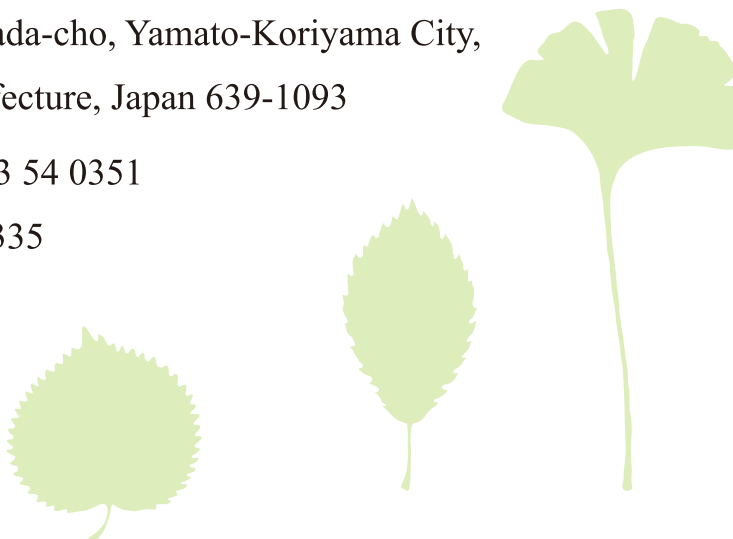 ada-cho, Yamato-Koriyama City,
fecture, Japan 639-1093
3 54 0351
335